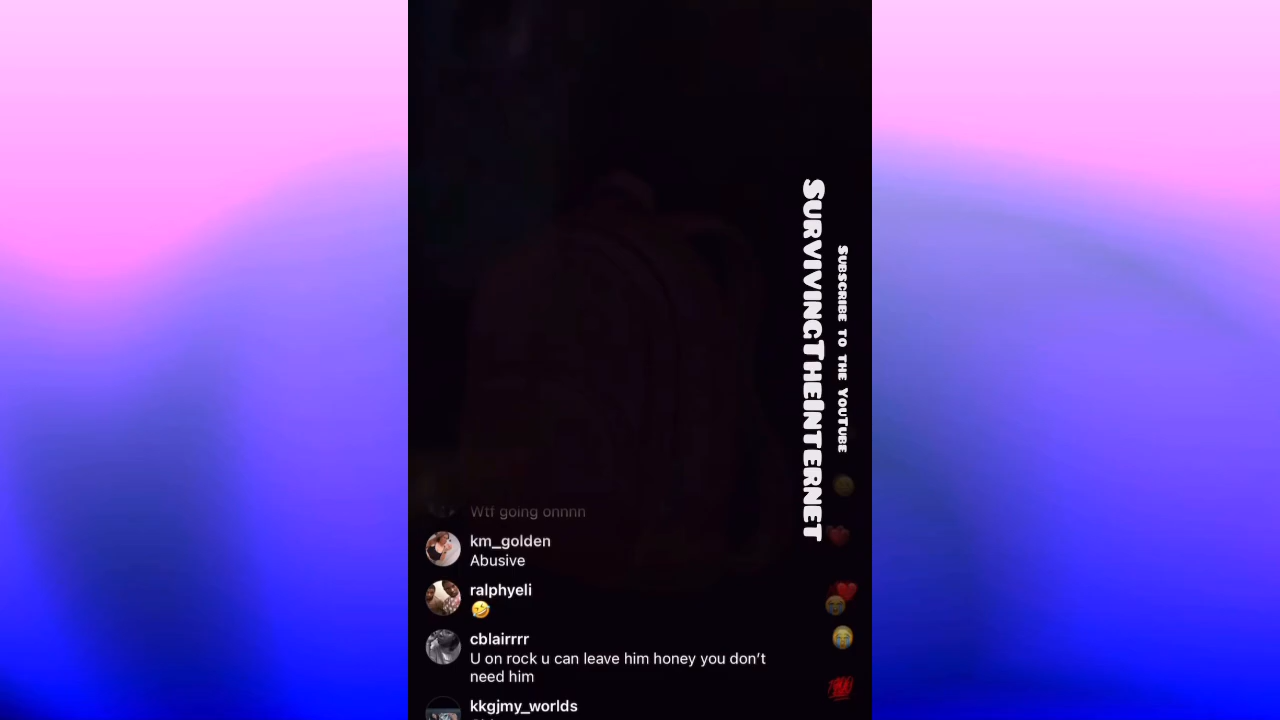 Wtf going onnnn
km_golden
Abusive
ralphyeli
🤣
cblairrrr
U on rock u can leave him honey you don't
need him
kkgjmy_worlds
SurvivingTheInternet
Subscribe to the YouTube